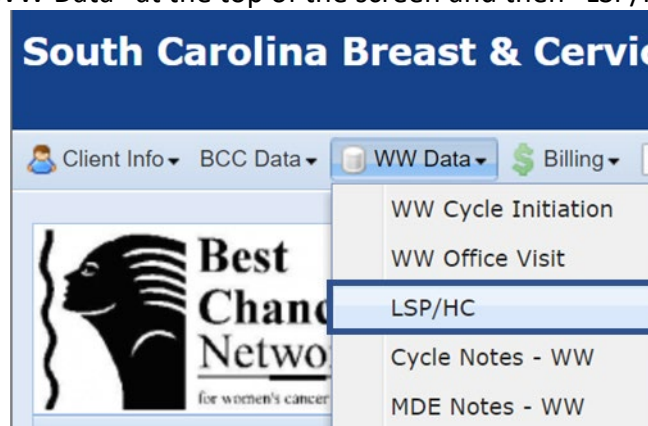 WW Data" at the top of the screen and then "LSP/
South Carolina Breast & Cervi
Client Info BCC Data WW Data Billing
WW Cycle Initiation
WW Office Visit
LSP/HC
Cycle Notes - WW
MDE Notes - WW
Best
Chanc
Netwo
for women's cancer